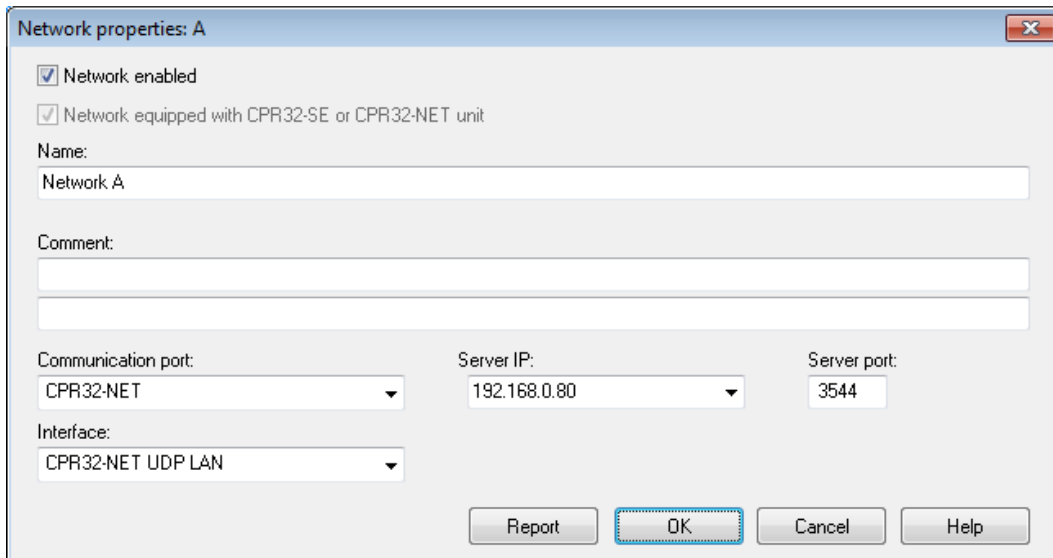 Network properties: A
Network enabled
Network equipped with CPR32-SE or CPR32-NET unit
Name:
Network A
Comment:
Communication port: Server IP: Server port:
CPR32-NET 192.168.0.80 3544
Interface:
CPR32-NET UDP LAN
Report OK Cancel Help